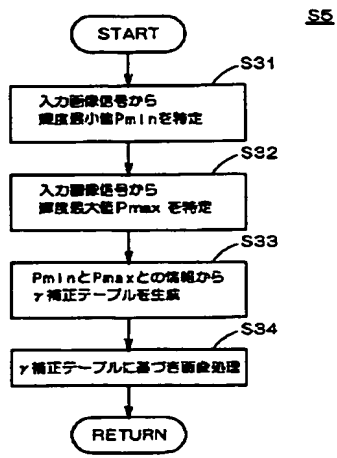 S5
START
S31
入力画像信号から
輝度最小値Pminを特定
S32
入力画像信号から
輝度最大値Pmax を特定
S33
PminとPmaxとの情報から
γ補正テーブルを生成
S34
γ補正テーブルに基づき画像処理
RETURN